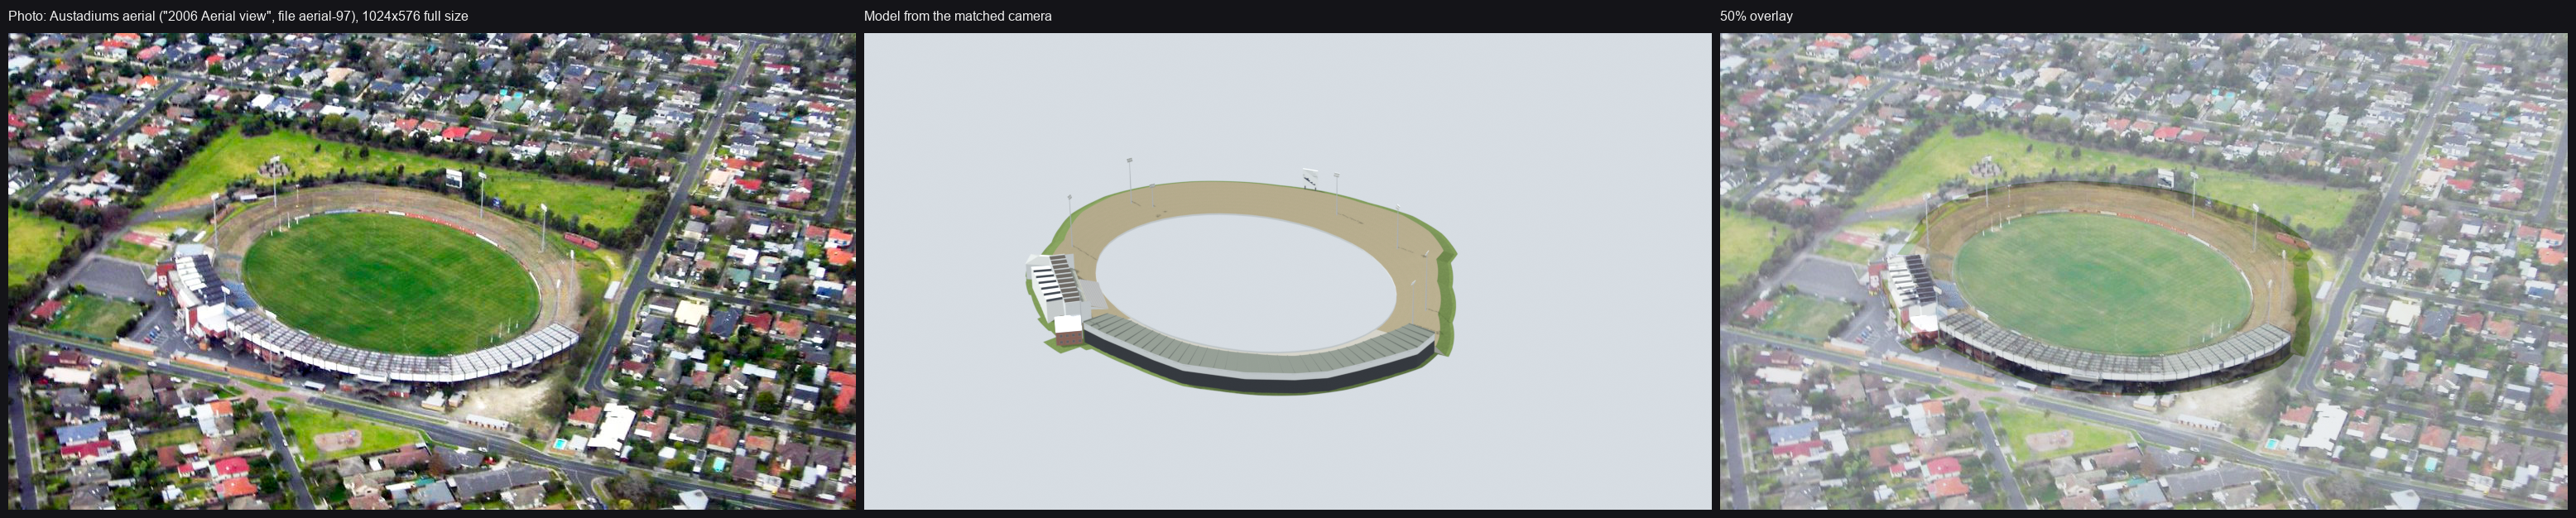 Photo: Austadiums aerial ("2006 Aerial view", file aerial-97), 1024x576 full size
Model from the matched camera
50% overlay